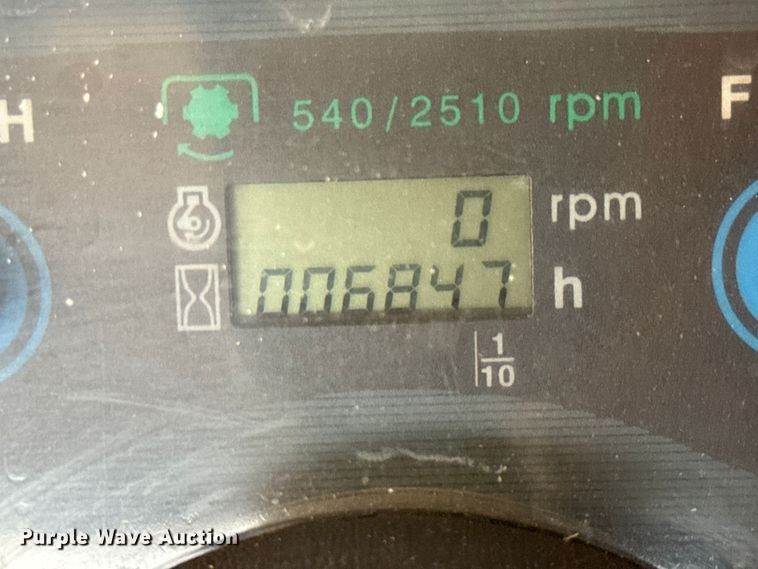 H
540/2510 rpm
F
0 rpm
006847 h
1/10
Purple Wave Auction